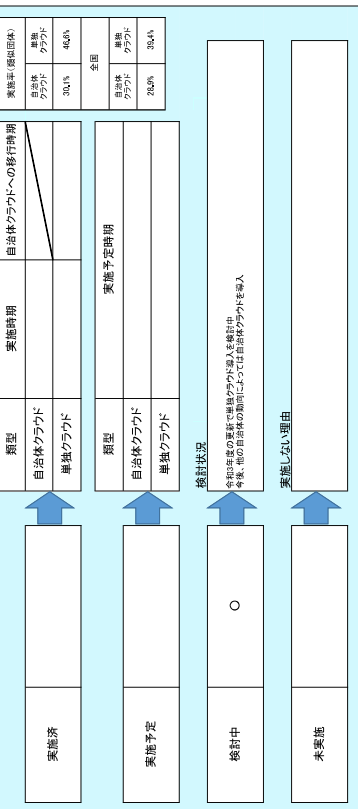 実施済
類型
実施時期
自治体クラウドへの移行時期
自治体クラウド
単独クラウド
実施率(類似団体)
自治体
クラウド
単独
クラウド
30.1%
46.6%
全国
自治体
クラウド
単独
クラウド
28.9%
39.4%
実施予定
類型
実施予定時期
自治体クラウド
単独クラウド
検討中
○
検討状況
令和3年度の更新で単独クラウド導入を検討中
今後、他の自治体の動向によっては自治体クラウドを導入
未実施
実施しない理由